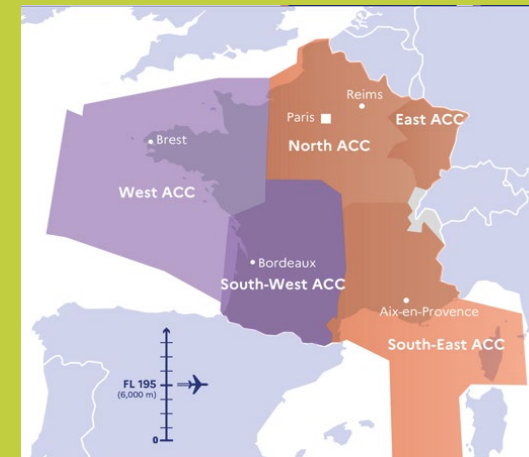 Reims
Paris
East ACC
North ACC
Brest
West ACC
Bordeaux
South-West ACC
Aix-en-Provence
South-East ACC
FL 195
(6,000 m)
0